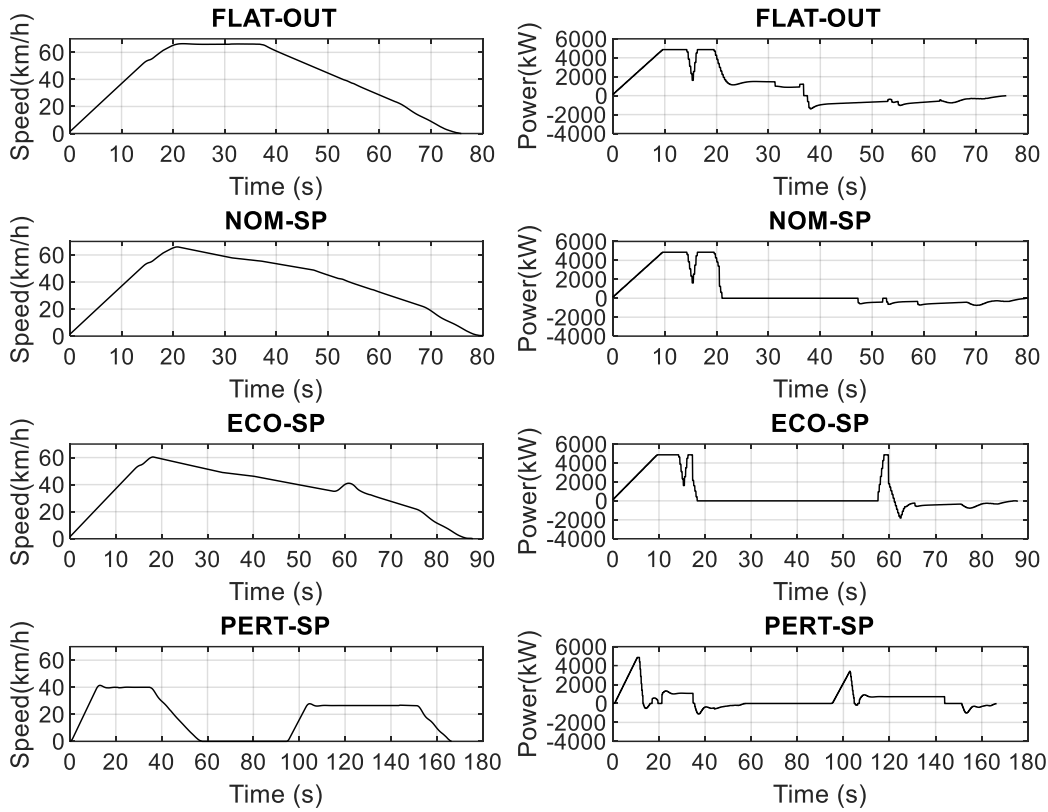 FLAT-OUT FLAT-OUT
Speed(km/h) 60 40 20 0 Power(kW) 6000 4000 2000 0 -2000 -4000
0 10 20 30 40 50 60 70 80 0 10 20 30 40 50 60 70 80
Time (s) Time (s)
NOM-SP NOM-SP
Speed(km/h) 60 40 20 0 Power(kW) 6000 4000 2000 0 -2000 -4000
0 10 20 30 40 50 60 70 80 0 10 20 30 40 50 60 70 80
Time (s) Time (s)
ECO-SP ECO-SP
Speed(km/h) 60 40 20 0 Power(kW) 6000 4000 2000 0 -2000 -4000
0 10 20 30 40 50 60 70 80 90 0 10 20 30 40 50 60 70 80 90
Time (s) Time (s)
PERT-SP PERT-SP
Speed(km/h) 60 40 20 0 Power(kW) 6000 4000 2000 0 -2000 -4000
0 20 40 60 80 100 120 140 160 180 0 20 40 60 80 100 120 140 160 180
Time (s) Time (s)